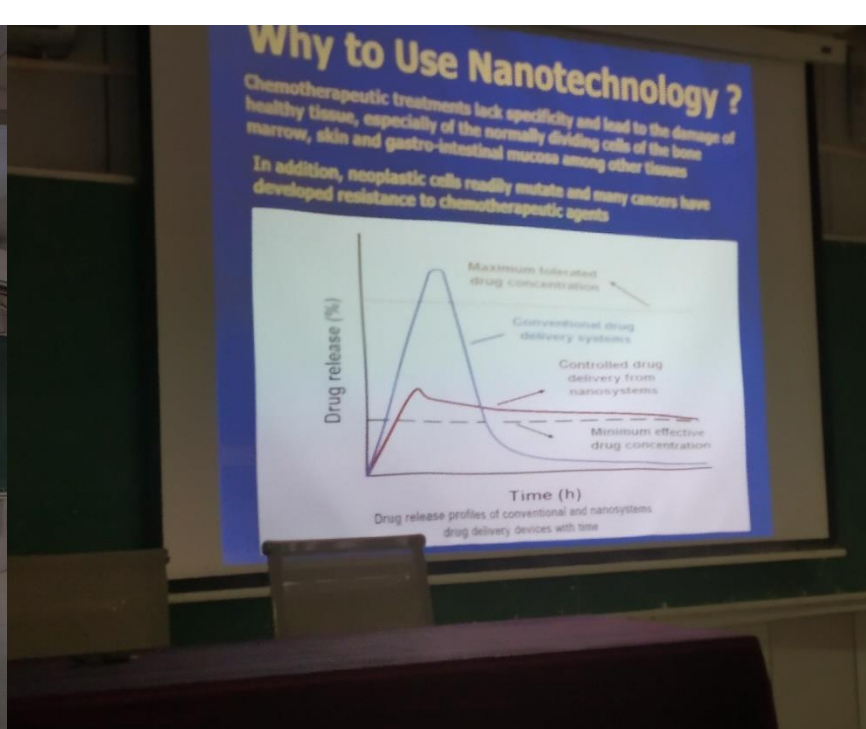 Why to Use Nanotechnology ?
Chemotherapeutic treatments lack specificity and lead to the damage of
healthy tissue, especially of the normally dividing cells of the bone
marrow, skin and gastro-intestinal mucosa among other tissues
In addition, neoplastic cells readily mutate and many cancers have
developed resistance to chemotherapeutic agents
Maximum tolerated
drug concentration
Conventional drug
delivery systems
Controlled drug
delivery from
nanosystems
Minimum effective
drug concentration
Drug release (%)
Time (h)
Drug release profiles of conventional and nanosystems
drug delivery devices with time